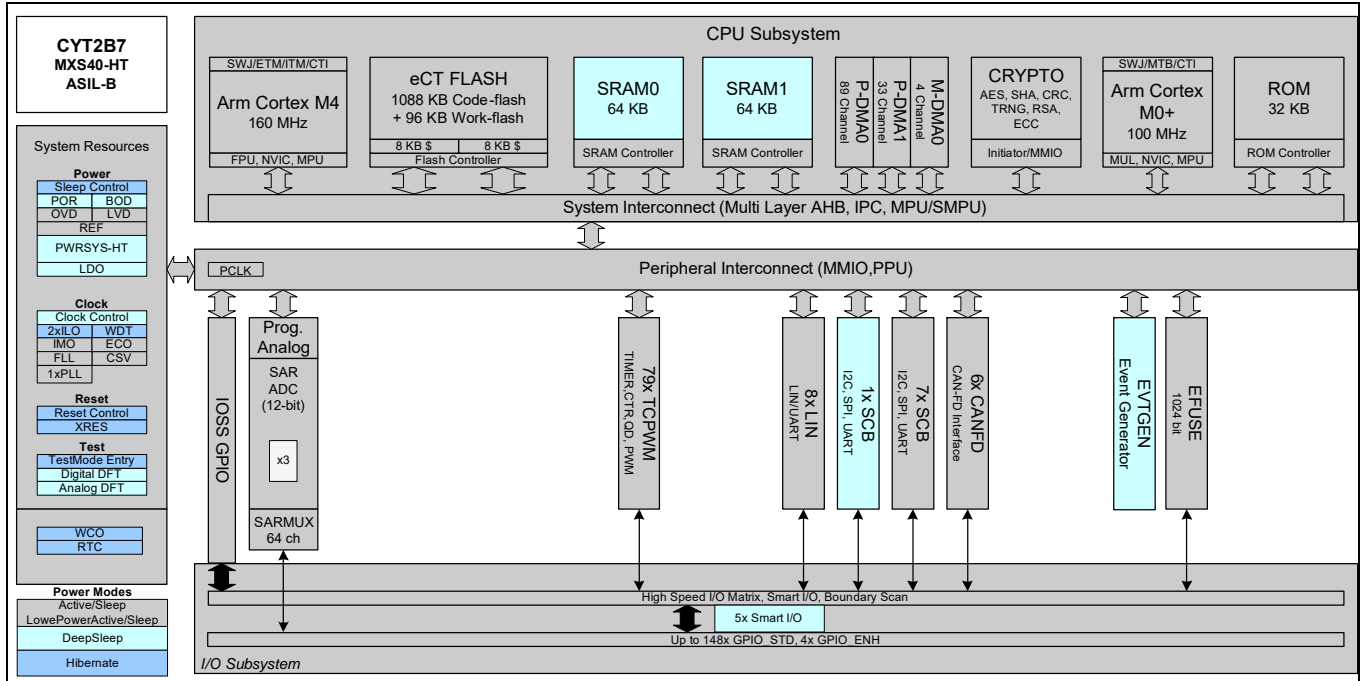 CYT2B7
MXS40-HT
ASIL-B
System Resources
Power
Sleep Control
POR
BOD
OVD
LVD
REF
PWRSYS-HT
LDO
Clock
Clock Control
2xILO
WDT
IMO
ECO
FLL
CSV
1xPLL
Reset
Reset Control
XRES
Test
TestMode Entry
Digital DFT
Analog DFT
WCO
RTC
Power Modes
Active/Sleep
LowePowerActive/Sleep
DeepSleep
Hibernate
CPU Subsystem
SWJ/ETM/ITM/CTI
Arm Cortex M4
160 MHz
FPU, NVIC, MPU
eCT FLASH
1088 KB Code-flash
+ 96 KB Work-flash
8 KB $
8 KB $
Flash Controller
SRAM0
64 KB
SRAM Controller
SRAM1
64 KB
SRAM Controller
P-DMA0
89 Channel
P-DMA1
33 Channel
M-DMA0
4 Channel
CRYPTO
AES, SHA, CRC,
TRNG, RSA,
ECC
Initiator/MMIO
SWJ/MTB/CTI
Arm Cortex
M0+
100 MHz
MUL, NVIC, MPU
ROM
32 KB
ROM Controller
System Interconnect (Multi Layer AHB, IPC, MPU/SMPU)
PCLK
Peripheral Interconnect (MMIO,PPU)
IOSS GPIO
Prog.
Analog
SAR
ADC
(12-bit)
x3
SARMUX
64 ch
79x TCPWM
TIMER,CTR,QD, PWM
8x LIN
LIN/UART
1x SCB
I2C, SPI, UART
7x SCB
I2C, SPI, UART
6x CANFD
CAN-FD Interface
EVTGEN
Event Generator
EFUSE
1024 bit
High Speed I/O Matrix, Smart I/O, Boundary Scan
5x Smart I/O
Up to 148x GPIO_STD, 4x GPIO_ENH
I/O Subsystem